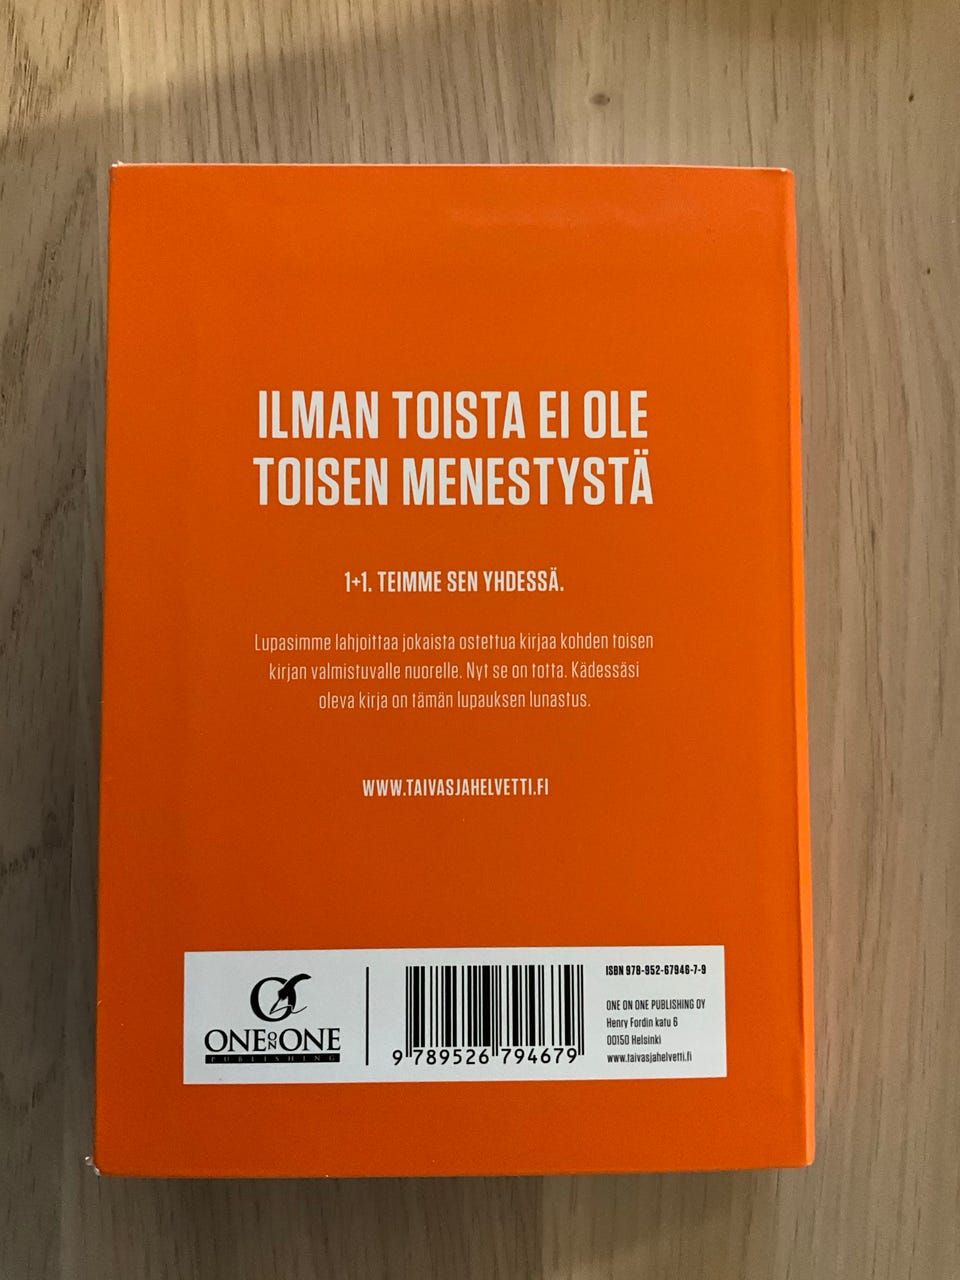 ILMAN TOISTA EI OLE
TOISEN MENESTYSTÄ
1+1. TEIMME SEN YHDESSÄ.
Lupasimme lahjoittaa jokaista ostettua kirjaa kohden toisen
kirjan valmistuvalle nuorelle. Nyt se on totta. Kädessäsi
oleva kirja on tämän lupauksen lunastus.
WWW.TAIVASJAHELVETTI.FI
ONE ON ONE
PUBLISHING
9 789526 794679
ISBN 978-952-67946-7-9
ONE ON ONE PUBLISHING OY
Henry Fordin katu 6
00150 Helsinki
www.taivasjahelvetti.fi